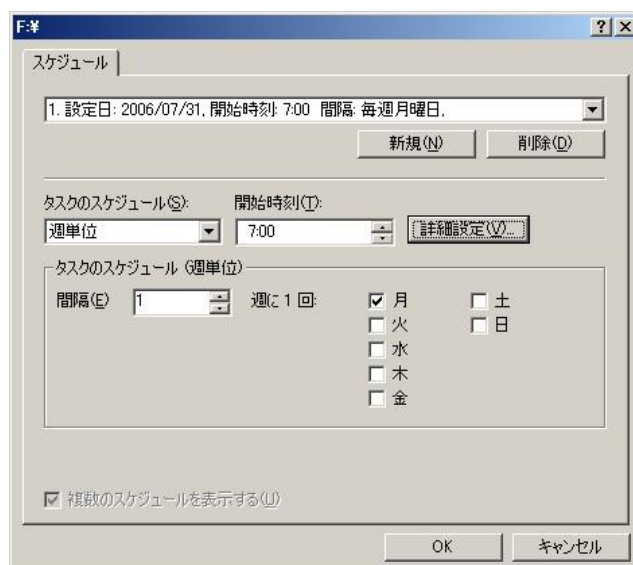 F:¥
スケジュール
1. 設定日: 2006/07/31, 開始時刻: 7:00 間隔: 毎週月曜日,
新規(N) 削除(D)
タスクのスケジュール(S): 開始時刻(T):
週単位 7:00 詳細設定(V)...
タスクのスケジュール (週単位)
間隔(E) 1 週に 1 回: 月 土
火 日
水
木
金
複数のスケジュールを表示する(U)
OK キャンセル